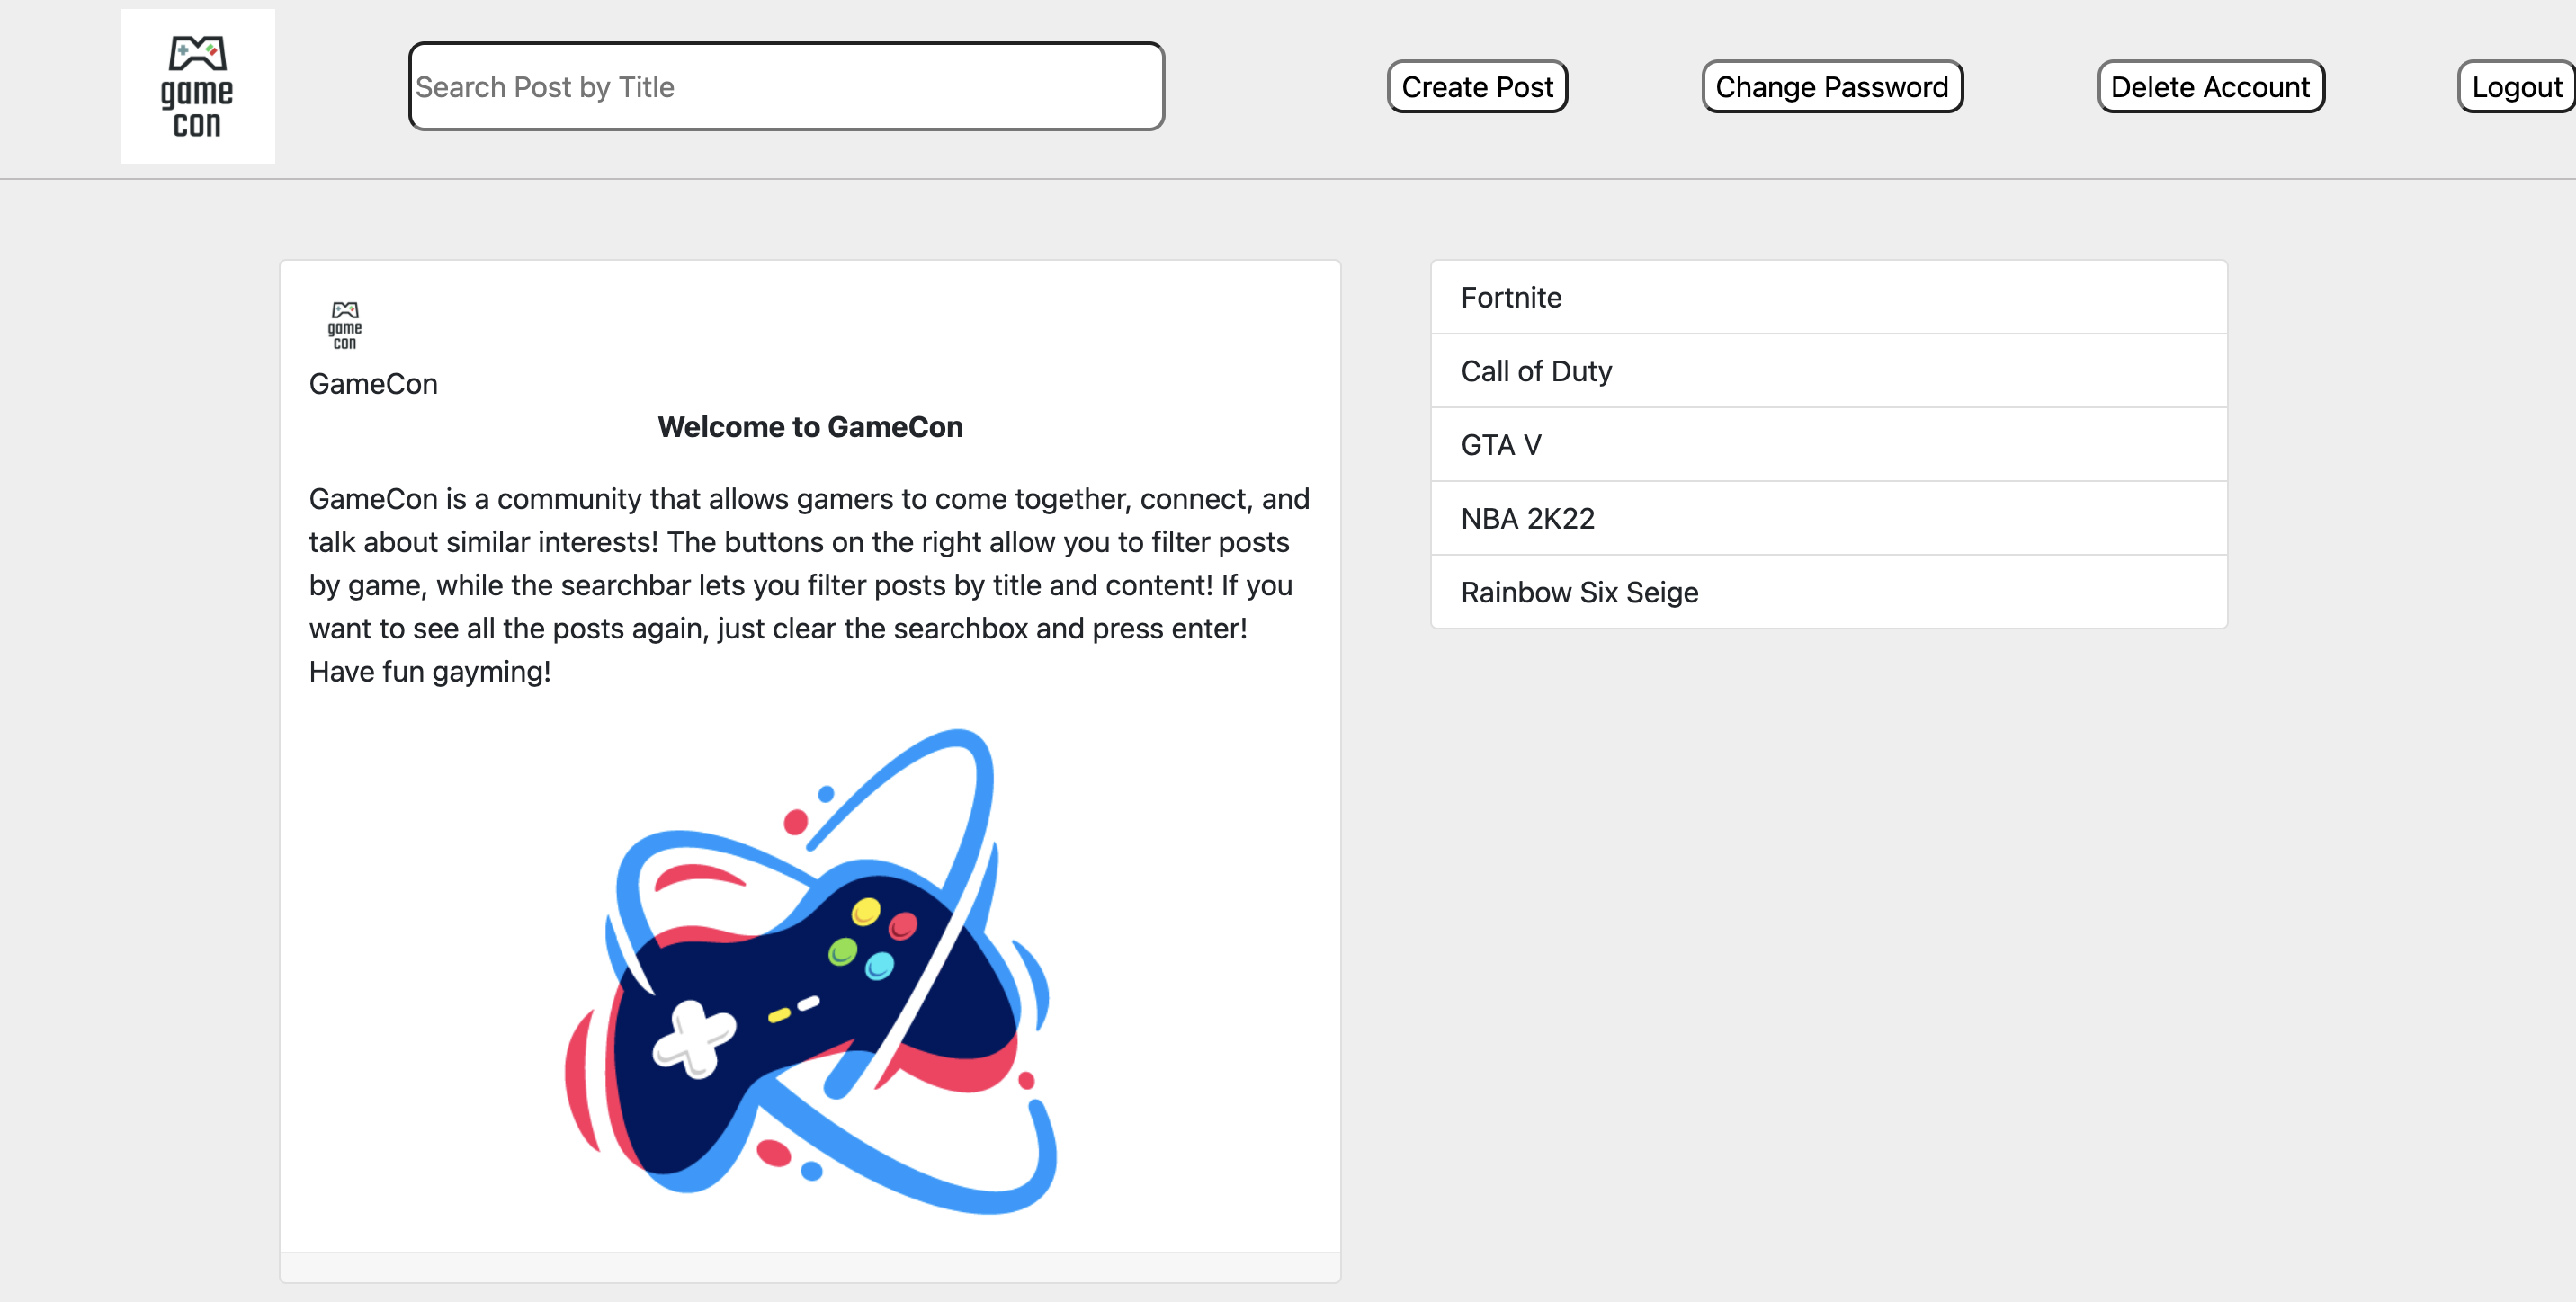 game
con
Search Post by Title
Create Post
Change Password
Delete Account
Logout
game
con
GameCon
Welcome to GameCon
GameCon is a community that allows gamers to come together, connect, and
talk about similar interests! The buttons on the right allow you to filter posts
by game, while the searchbar lets you filter posts by title and content! If you
want to see all the posts again, just clear the searchbox and press enter!
Have fun gayming!
Fortnite
Call of Duty
GTA V
NBA 2K22
Rainbow Six Seige